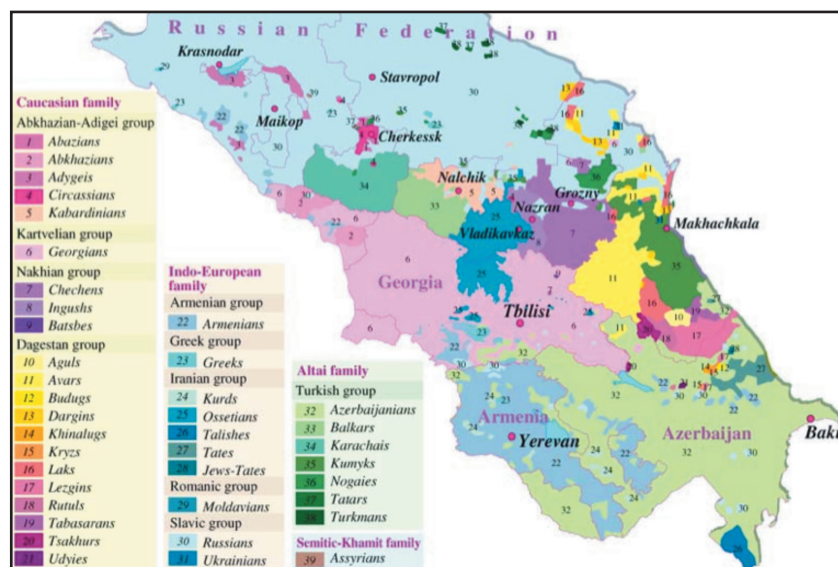 Russian Federation
Krasnodar
Stavropol
Maikop
Cherkessk
Nalchik
Grozny
Nazran
Makhachkala
Vladikavkaz
Georgia
Tbilisi
Armenia
Azerbaijan
Yerevan
Baku
Caucasian family
Abkhazian-Adigei group
1 Abazians
2 Abkhazians
3 Adygeis
4 Circassians
5 Kabardinians
Kartvelian group
6 Georgians
Nakhian group
7 Chechens
8 Ingushs
9 Batsbes
Dagestan group
10 Aguls
11 Avars
12 Budugs
13 Dargins
14 Khinalugs
15 Kryzs
16 Laks
17 Lezgins
18 Rutuls
19 Tabasarans
20 Tsakhurs
21 Udyies
Indo-European
family
Armenian group
22 Armenians
Greek group
23 Greeks
Iranian group
24 Kurds
25 Ossetians
26 Talishes
27 Tates
28 Jews-Tates
Romanic group
29 Moldavians
Slavic group
30 Russians
31 Ukrainians
Altai family
Turkish group
32 Azerbaijanians
33 Balkars
34 Karachais
35 Kumyks
36 Nogaies
37 Tatars
38 Turkmans
Semitic-Khamit family
39 Assyrians